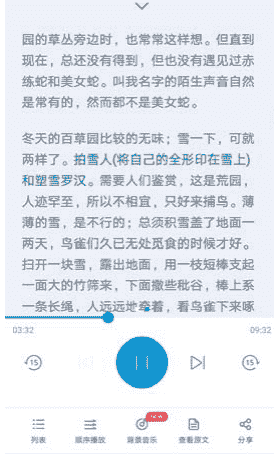 园的草丛旁边时，也常常这样想。但直到
现在，总还没有得到，但也没有遇见过赤
练蛇和美女蛇。叫我名字的陌生声音自然
是常有的，然而都不是美女蛇。
冬天的百草园比较的无味；雪一下，可就
两样了。拍雪人(将自己的全形印在雪上)
和塑雪罗汉。需要人们鉴赏，这是荒园，
人迹罕至，所以不相宜，只好来捕鸟。薄
薄的雪，是不行的；总须积雪盖了地面一
两天，鸟雀们久已无处觅食的时候才好。
扫开一块雪，露出地面，用一枝短棒支起
一面大的竹筛来，下面撒些秕谷，棒上系
一条长绳，人远远地牵着，看鸟雀下来啄
03:32 09:32
15 15
列表 顺序播放 背景音乐 查看原文 分享